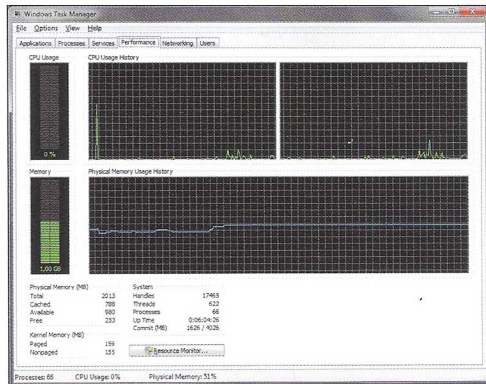 Windows Task Manager
File Options View Help
Applications Processes Services Performance Networking Users
CPU Usage CPU Usage History
0 %
Memory Physical Memory Usage History
1,00 GB
Physical Memory (MB)
Total 2013
Cached 788
Available 980
Free 253
Kernel Memory (MB)
Paged 159
Nonpaged 155
System
Handles 17465
Threads 622
Processes 66
Up Time 0:06:04:26
Commit (MB) 1626 / 4026
Resource Monitor...
Processes: 66 CPU Usage: 0% Physical Memory: 51%